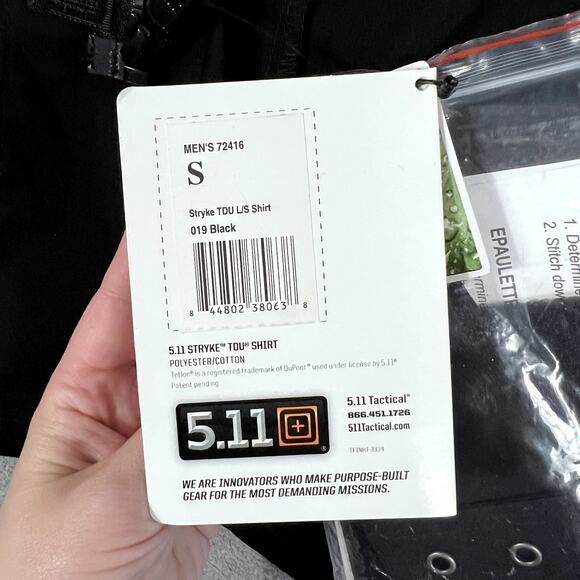 MEN'S 72416
S
Stryke TDU L/S Shirt
019 Black
8 44802 38063 8
5.11 STRYKE™ TDU® SHIRT
POLYESTER/COTTON
Teflon® is a registered trademark of DuPont™ used under license by 5.11®
Patent pending
5.11®
5.11 Tactical®
866.451.1726
511Tactical.com
TFINKT-3334
WE ARE INNOVATORS WHO MAKE PURPOSE-BUILT
GEAR FOR THE MOST DEMANDING MISSIONS.
EPAULETTE
1. Determine
2. Stitch dow